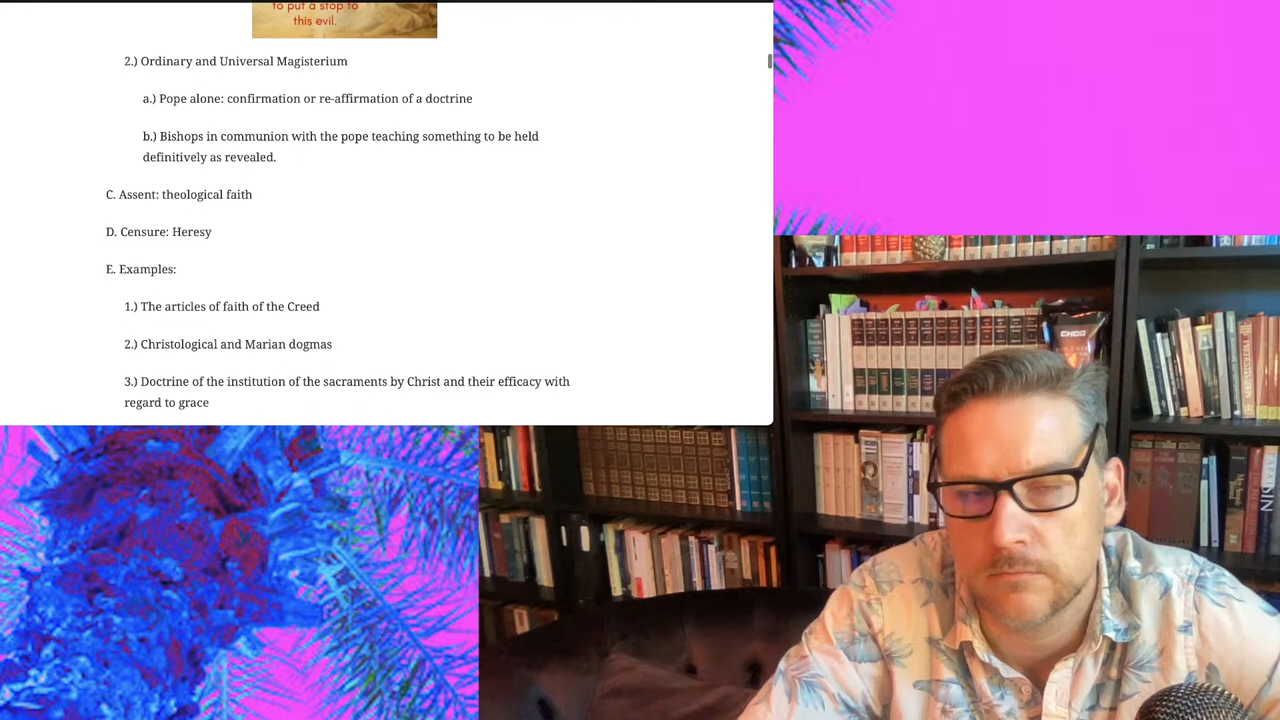 to put a stop to
this evil.
2.) Ordinary and Universal Magisterium
a.) Pope alone: confirmation or re-affirmation of a doctrine
b.) Bishops in communion with the pope teaching something to be held
definitively as revealed.
C. Assent: theological faith
D. Censure: Heresy
E. Examples:
1.) The articles of faith of the Creed
2.) Christological and Marian dogmas
3.) Doctrine of the institution of the sacraments by Christ and their efficacy with
regard to grace